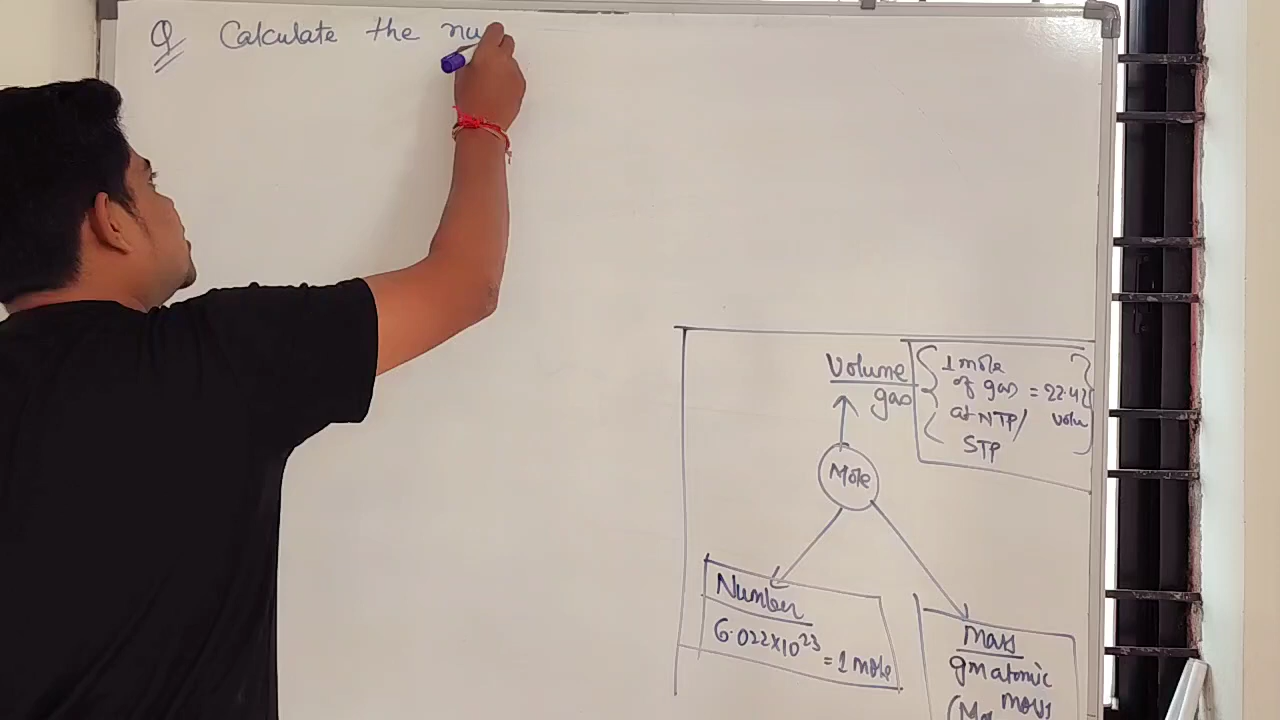 Q Calculate the nu
Volume
gas
1 mole
of gas = 22.4 L
at NTP/ volu
STP
Mole
Number
6.022x10^23
= 1 mole
Mass
gm atomic
mass